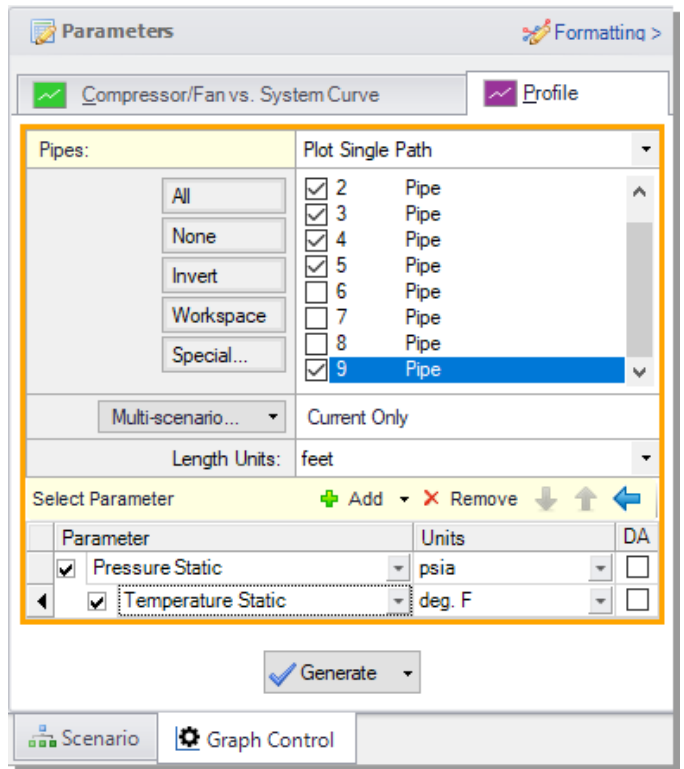 Parameters
Formatting >
Compressor/Fan vs. System Curve
Profile
Pipes:
Plot Single Path
All
None
Invert
Workspace
Special...
2 Pipe
3 Pipe
4 Pipe
5 Pipe
6 Pipe
7 Pipe
8 Pipe
9 Pipe
Multi-scenario...
Current Only
Length Units:
feet
Select Parameter
Add
Remove
Parameter Units DA
Pressure Static psia
Temperature Static deg. F
Generate
Scenario
Graph Control